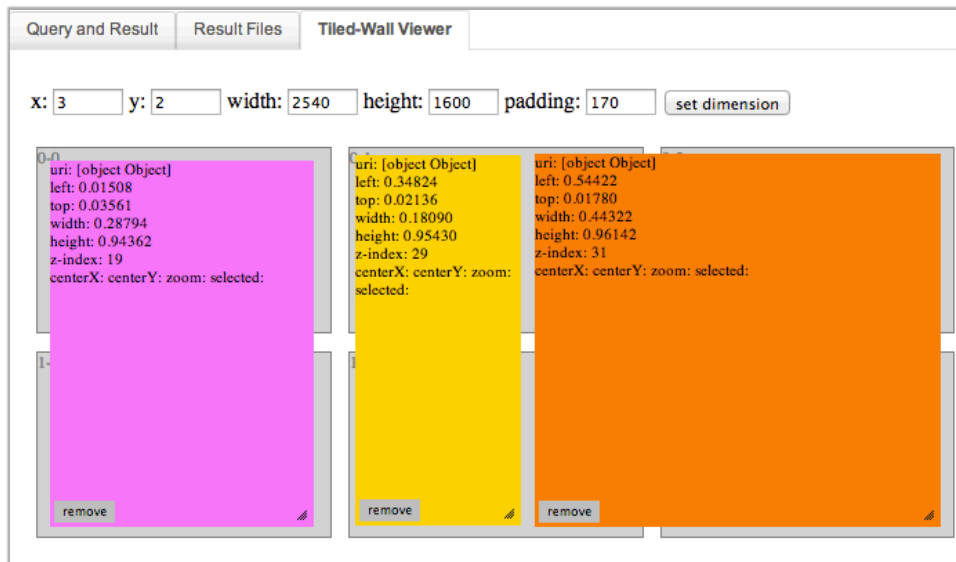 Query and Result
Result Files
Tiled-Wall Viewer
x: 3 y: 2 width: 2540 height: 1600 padding: 170 set dimension
0-0
uri: [object Object]
left: 0.01508
top: 0.03561
width: 0.28794
height: 0.94362
z-index: 19
centerX: centerY: zoom: selected:
remove
uri: [object Object]
left: 0.34824
top: 0.02136
width: 0.18090
height: 0.95430
z-index: 29
centerX: centerY: zoom:
selected:
remove
uri: [object Object]
left: 0.54422
top: 0.01780
width: 0.44322
height: 0.96142
z-index: 31
centerX: centerY: zoom: selected:
remove